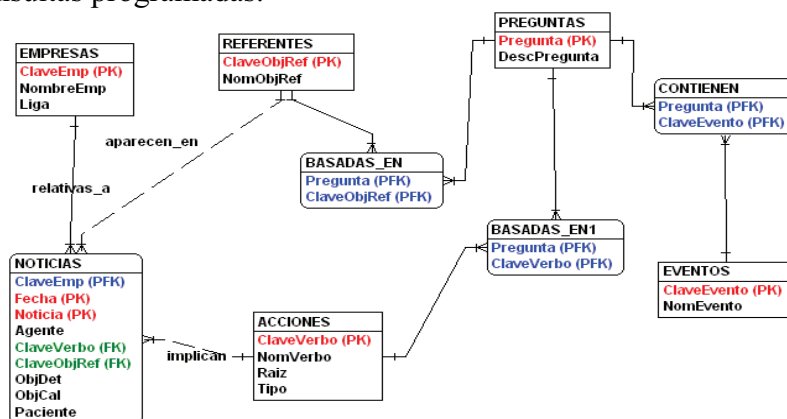 sultas programadas.
EMPRESAS
ClaveEmp (PK)
NombreEmp
Liga
REFERENTES
ClaveObjRef (PK)
NomObjRef
PREGUNTAS
Pregunta (PK)
DescPregunta
CONTIENEN
Pregunta (PFK)
ClaveEvento (PFK)
aparecen_en
BASADAS_EN
Pregunta (PFK)
ClaveObjRef (PFK)
relativas_a
BASADAS_EN1
Pregunta (PFK)
ClaveVerbo (PFK)
NOTICIAS
ClaveEmp (PFK)
Fecha (PK)
Noticia (PK)
Agente
ClaveVerbo (FK)
ClaveObjRef (FK)
ObjDet
ObjCal
Paciente
implican
ACCIONES
ClaveVerbo (PK)
NomVerbo
Raiz
Tipo
EVENTOS
ClaveEvento (PK)
NomEvento